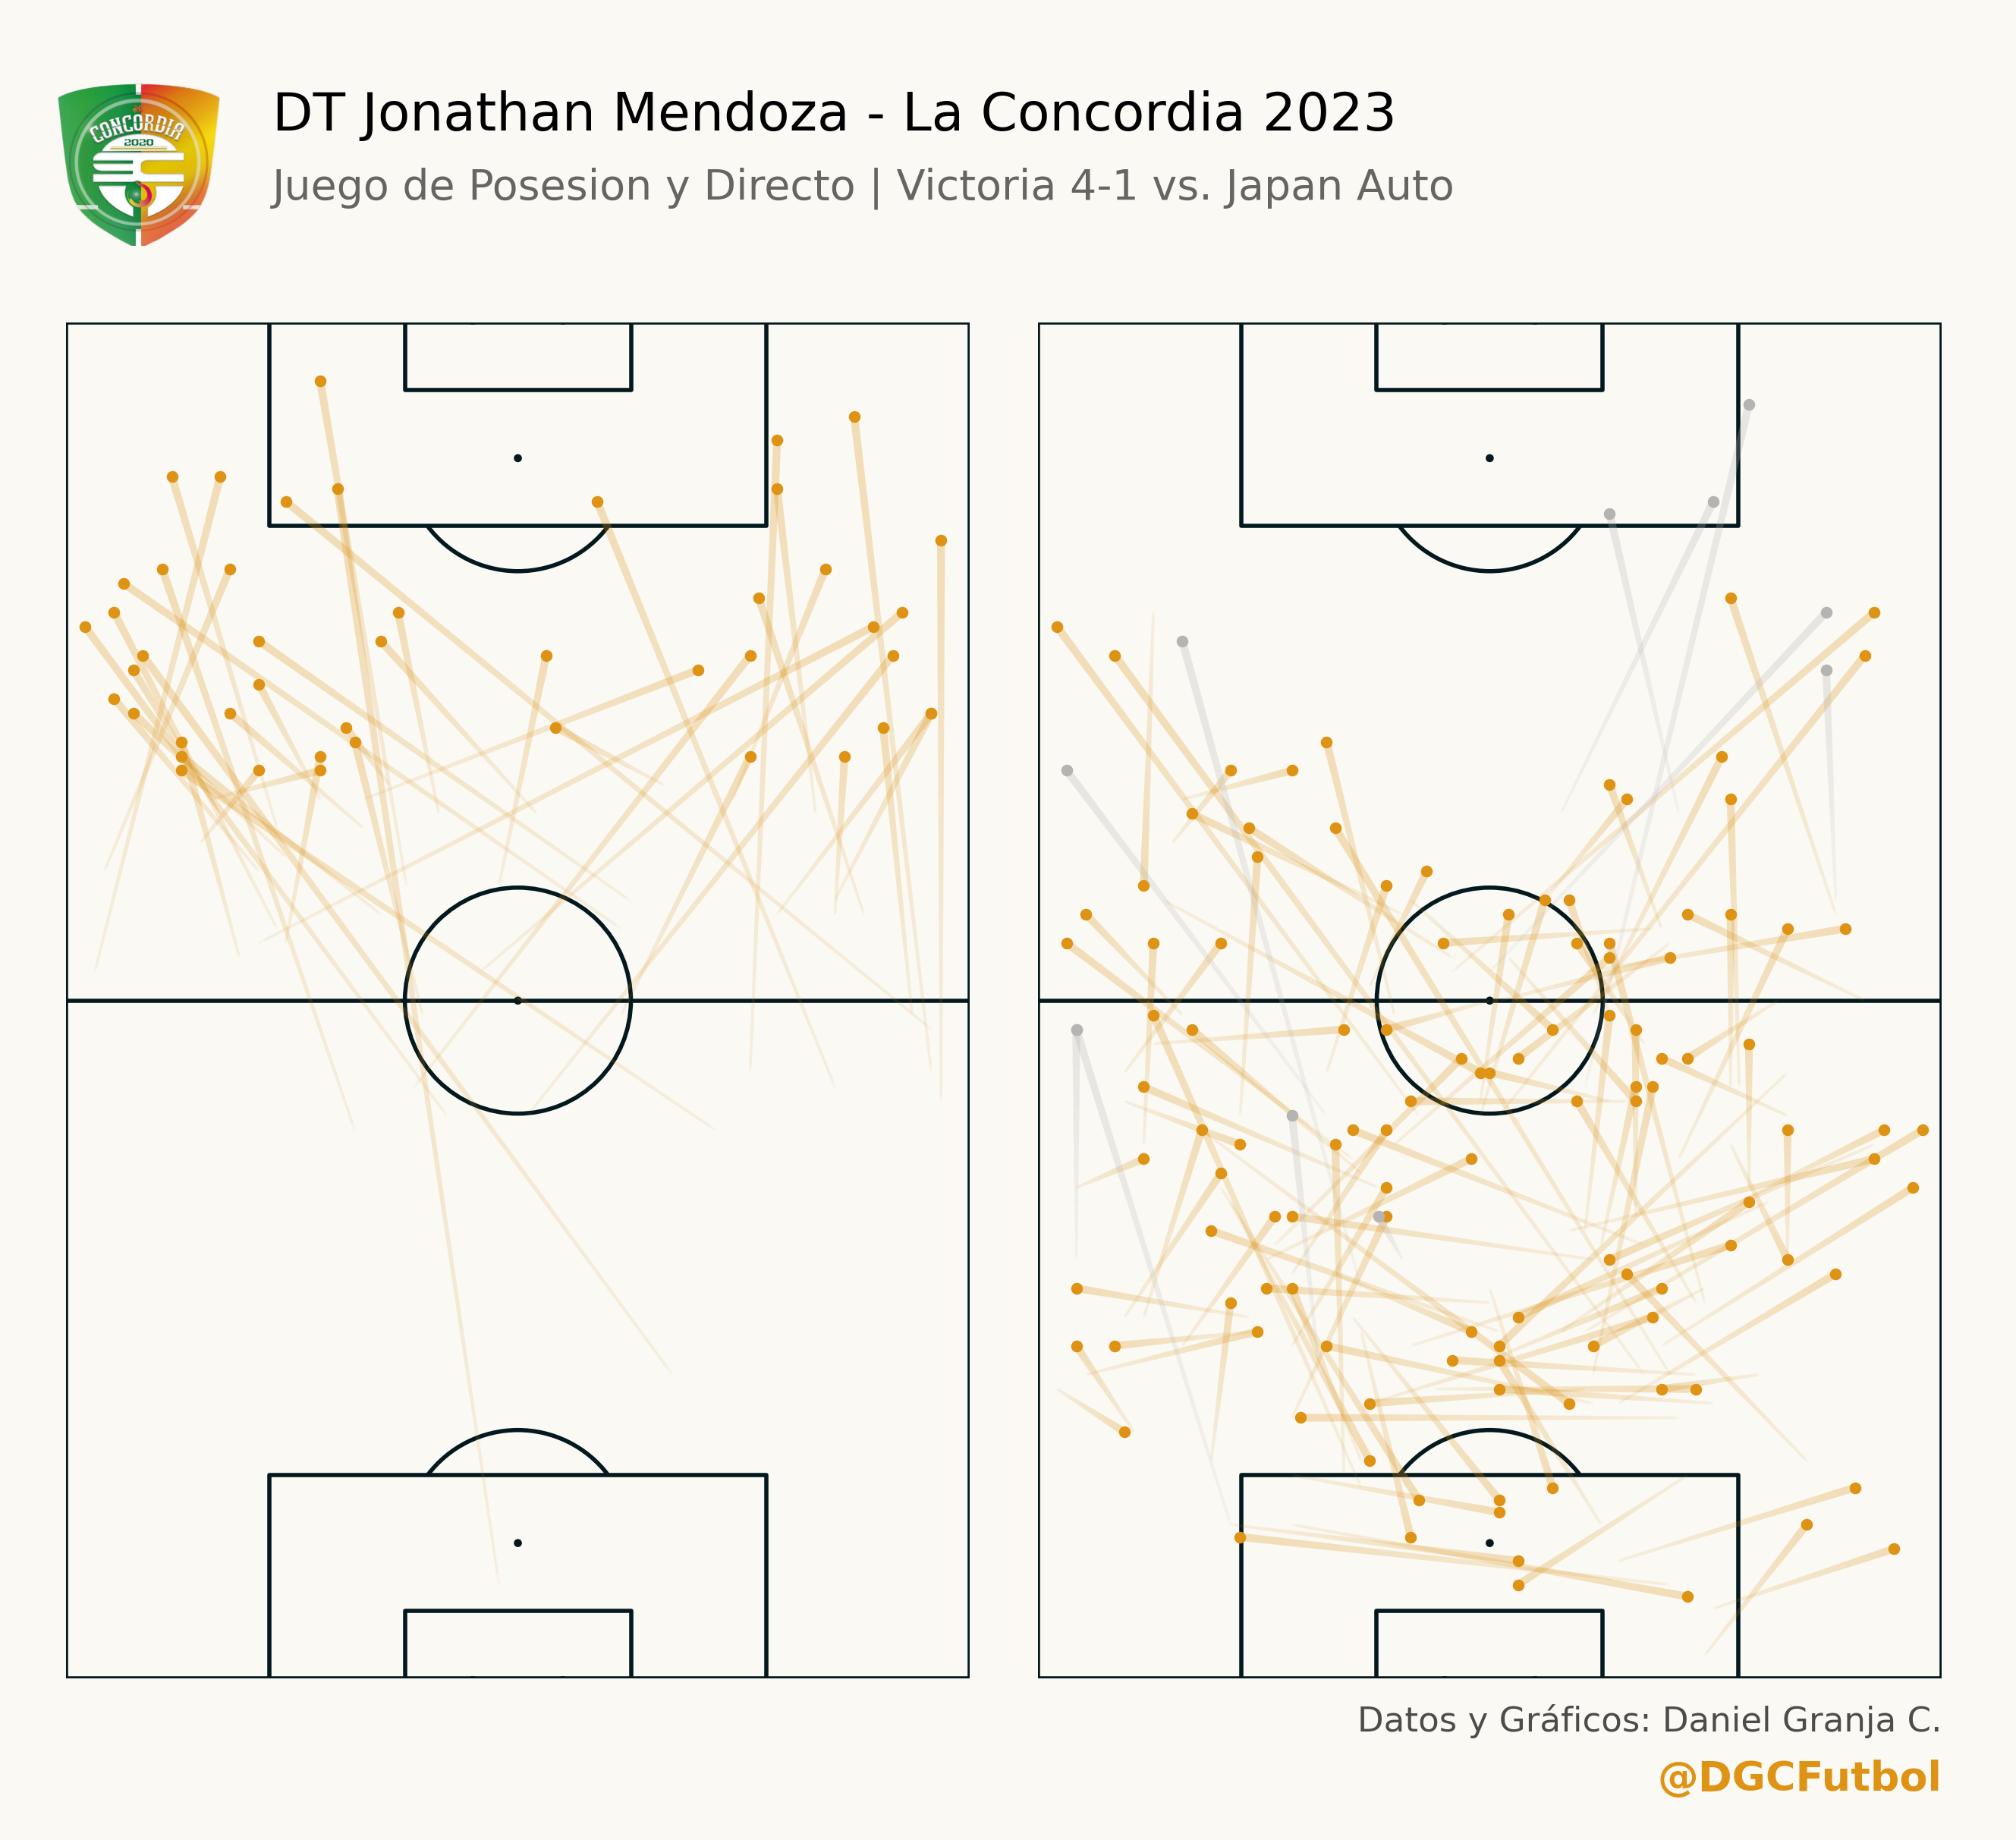 CONCORDIA
2020
DT Jonathan Mendoza - La Concordia 2023
Juego de Posesion y Directo | Victoria 4-1 vs. Japan Auto
Datos y Gráficos: Daniel Granja C.
@DGCFutbol